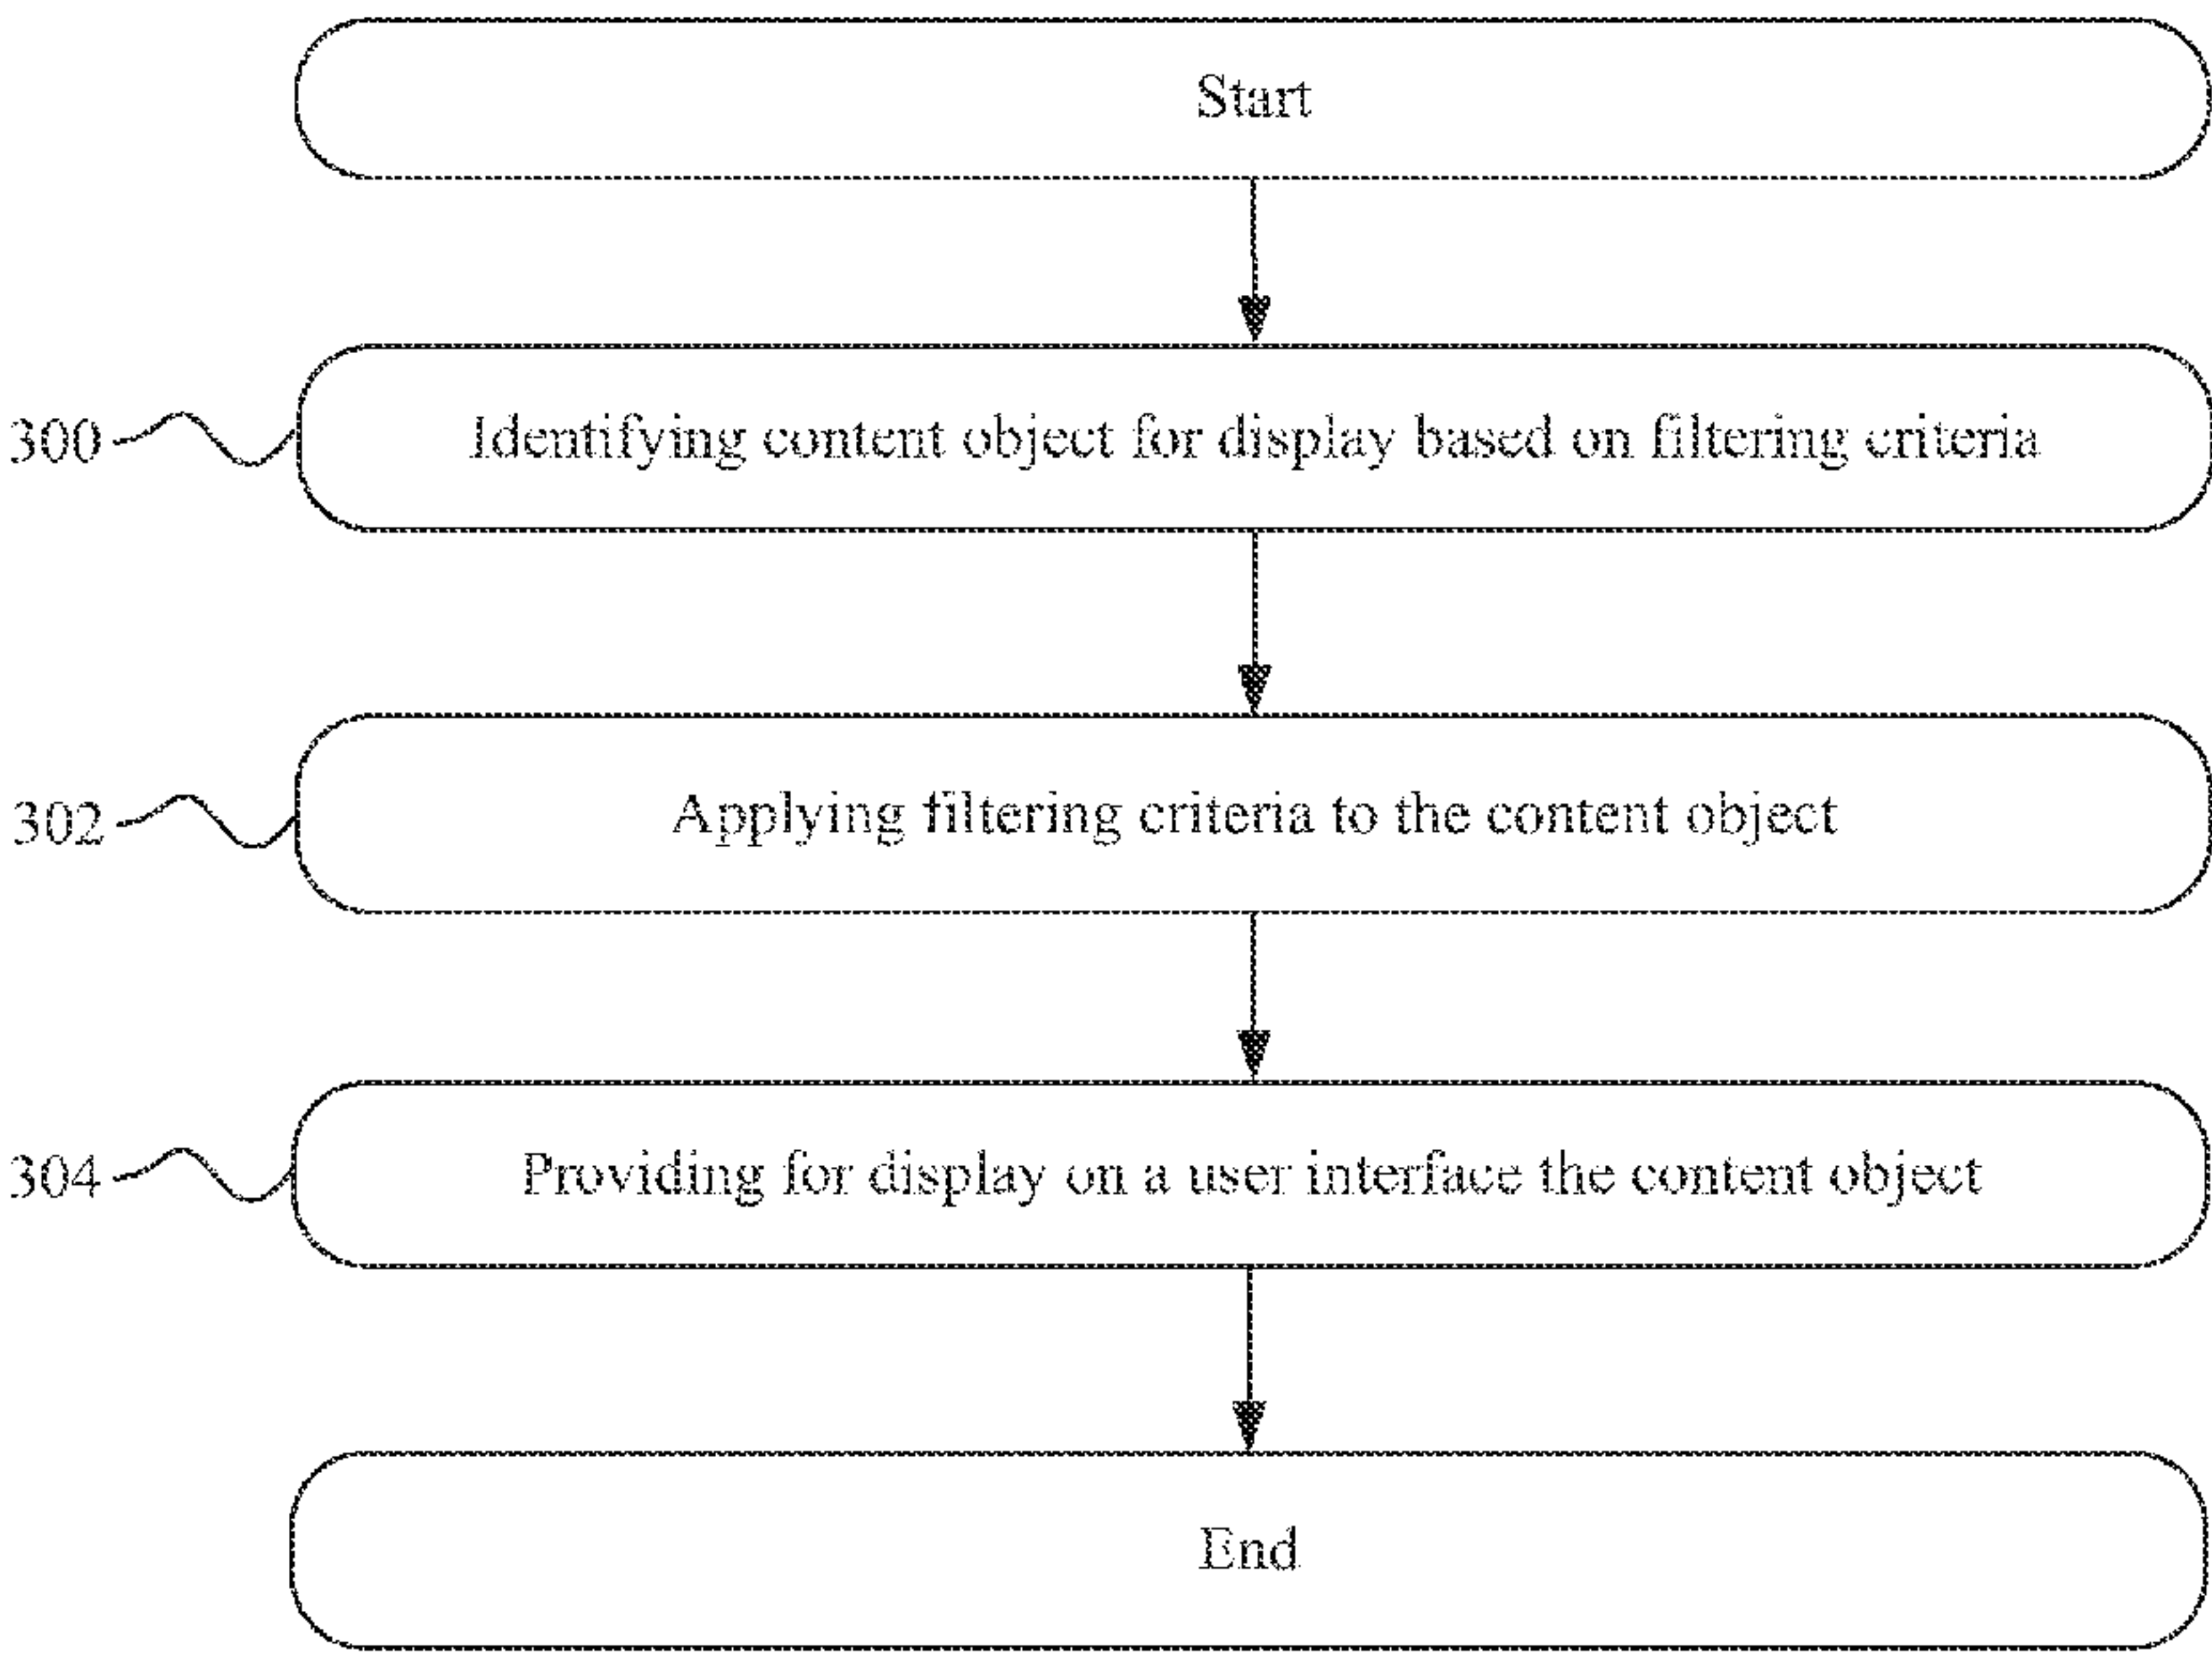 Start
300 Identifying content object for display based on filtering criteria
302 Applying filtering criteria to the content object
304 Providing for display on a user interface the content object
End